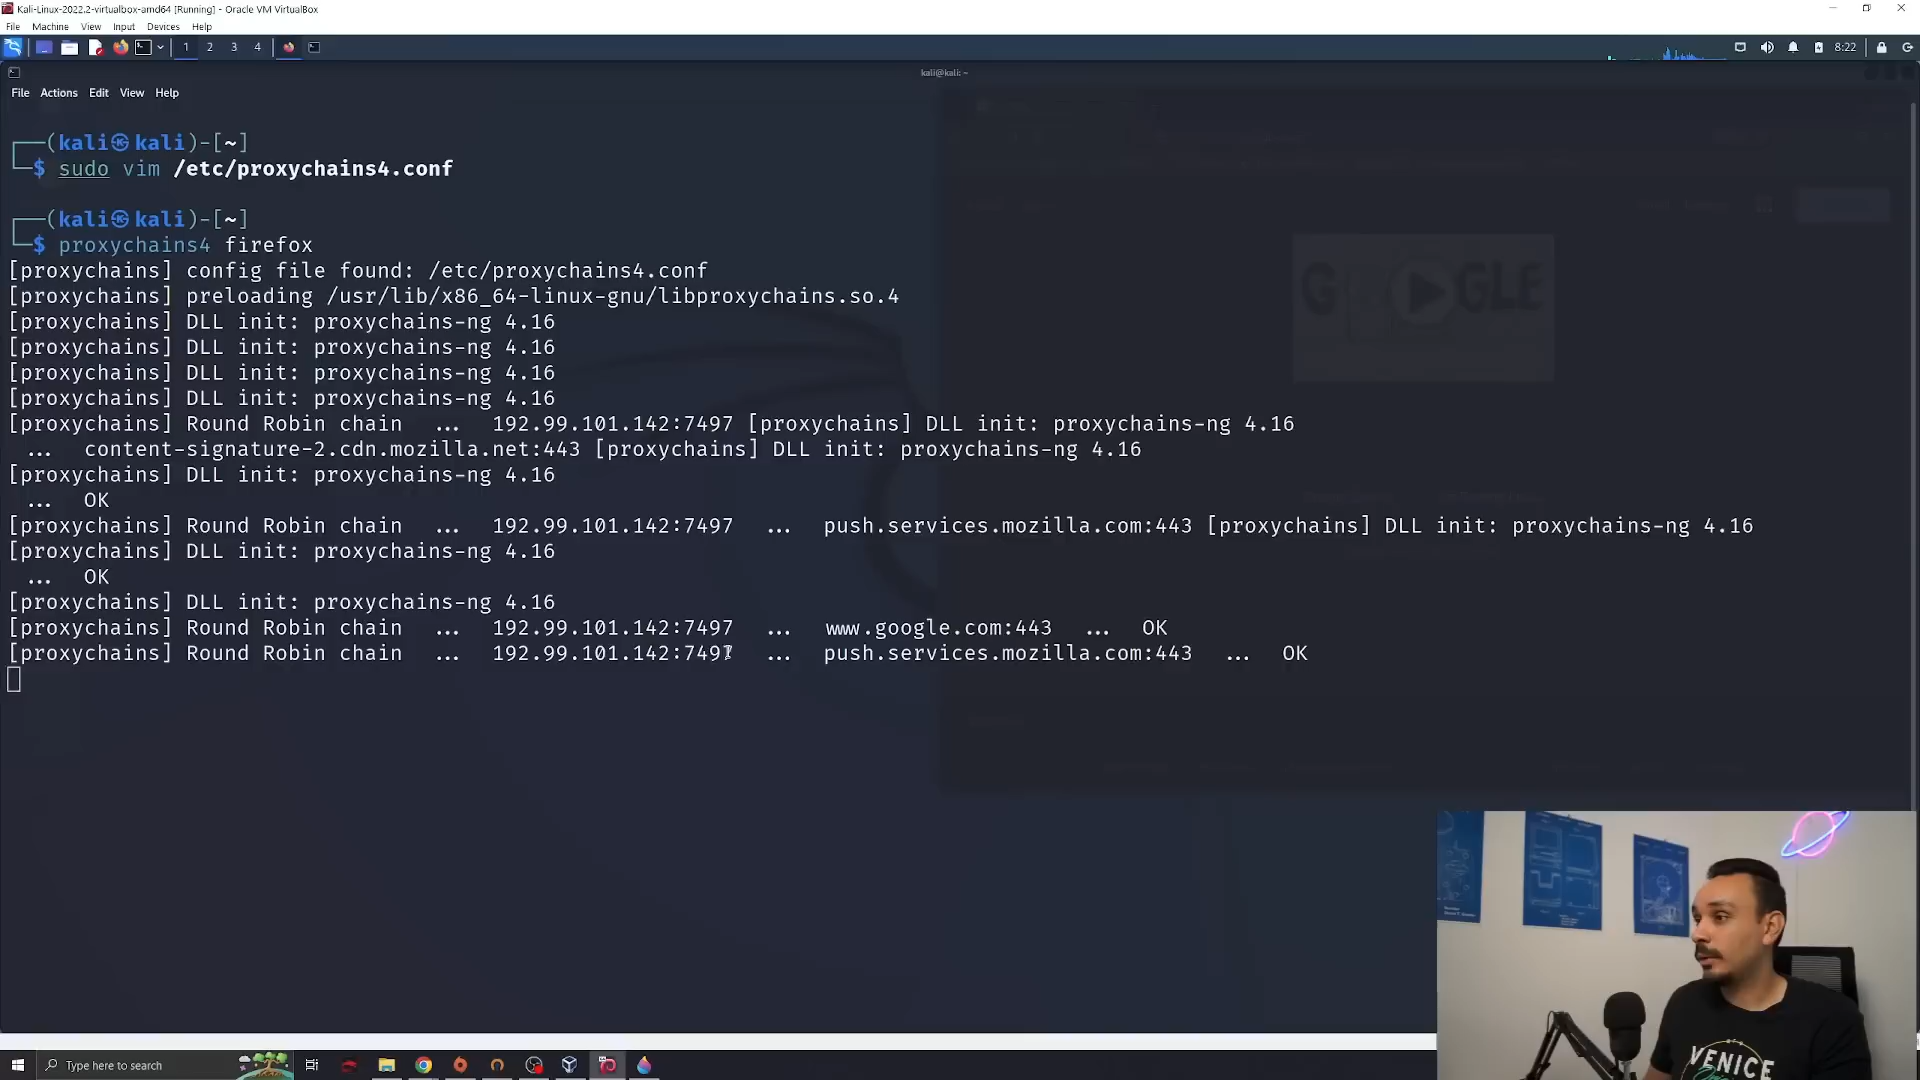 Kali-Linux-2022.2-virtualbox-amd64 [Running] - Oracle VM VirtualBox
File Machine View Input Devices Help
1 2 3 4 8:22
kali@kali: ~
File Actions Edit View Help
(kali㉿kali)-[~]
$ sudo vim /etc/proxychains4.conf
(kali㉿kali)-[~]
$ proxychains4 firefox
[proxychains] config file found: /etc/proxychains4.conf
[proxychains] preloading /usr/lib/x86_64-linux-gnu/libproxychains.so.4
[proxychains] DLL init: proxychains-ng 4.16
[proxychains] DLL init: proxychains-ng 4.16
[proxychains] DLL init: proxychains-ng 4.16
[proxychains] DLL init: proxychains-ng 4.16
[proxychains] Round Robin chain ... 192.99.101.142:7497 [proxychains] DLL init: proxychains-ng 4.16
... content-signature-2.cdn.mozilla.net:443 [proxychains] DLL init: proxychains-ng 4.16
[proxychains] DLL init: proxychains-ng 4.16
... OK
[proxychains] Round Robin chain ... 192.99.101.142:7497 ... push.services.mozilla.com:443 [proxychains] DLL init: proxychains-ng 4.16
[proxychains] DLL init: proxychains-ng 4.16
... OK
[proxychains] DLL init: proxychains-ng 4.16
[proxychains] Round Robin chain ... 192.99.101.142:7497 ... www.google.com:443 ... OK
[proxychains] Round Robin chain ... 192.99.101.142:7497 ... push.services.mozilla.com:443 ... OK
GOOGLE
VENICE
Type here to search